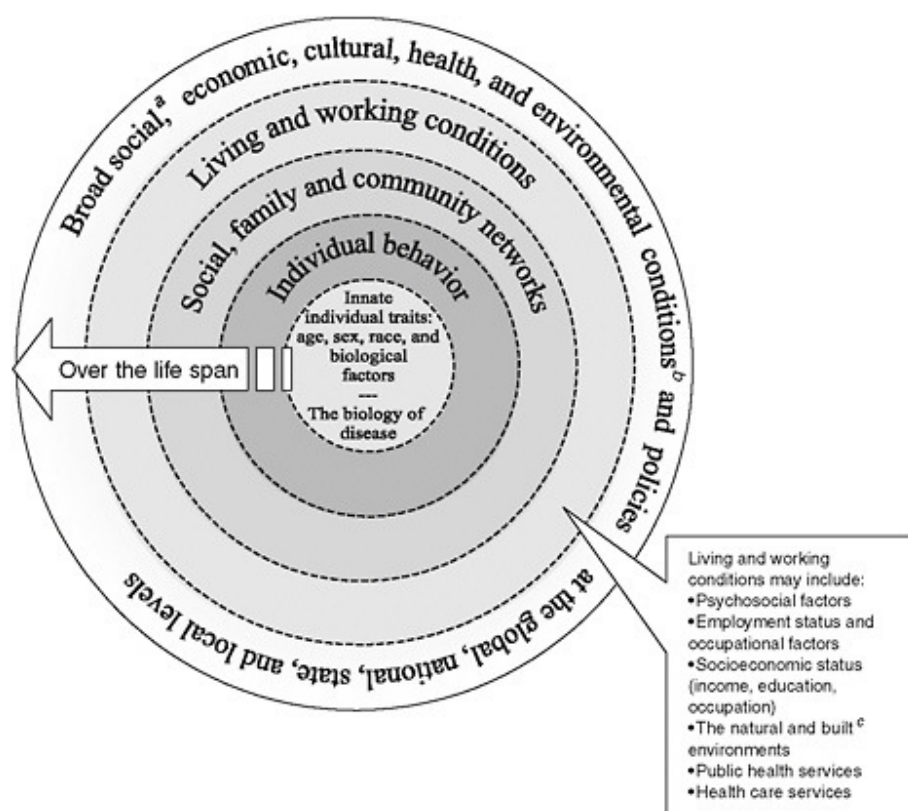 Broad social,ᵃ economic, cultural, health, and environmental conditionsᵇ and policies
at the global, national, state, and local levels
Living and working conditions
Social, family and community networks
Individual behavior
Innate
individual traits:
age, sex, race, and
biological
factors
---
The biology of
disease
Over the life span
Living and working
conditions may include:
•Psychosocial factors
•Employment status and
occupational factors
•Socioeconomic status
(income, education,
occupation)
•The natural and builtᶜ
environments
•Public health services
•Health care services